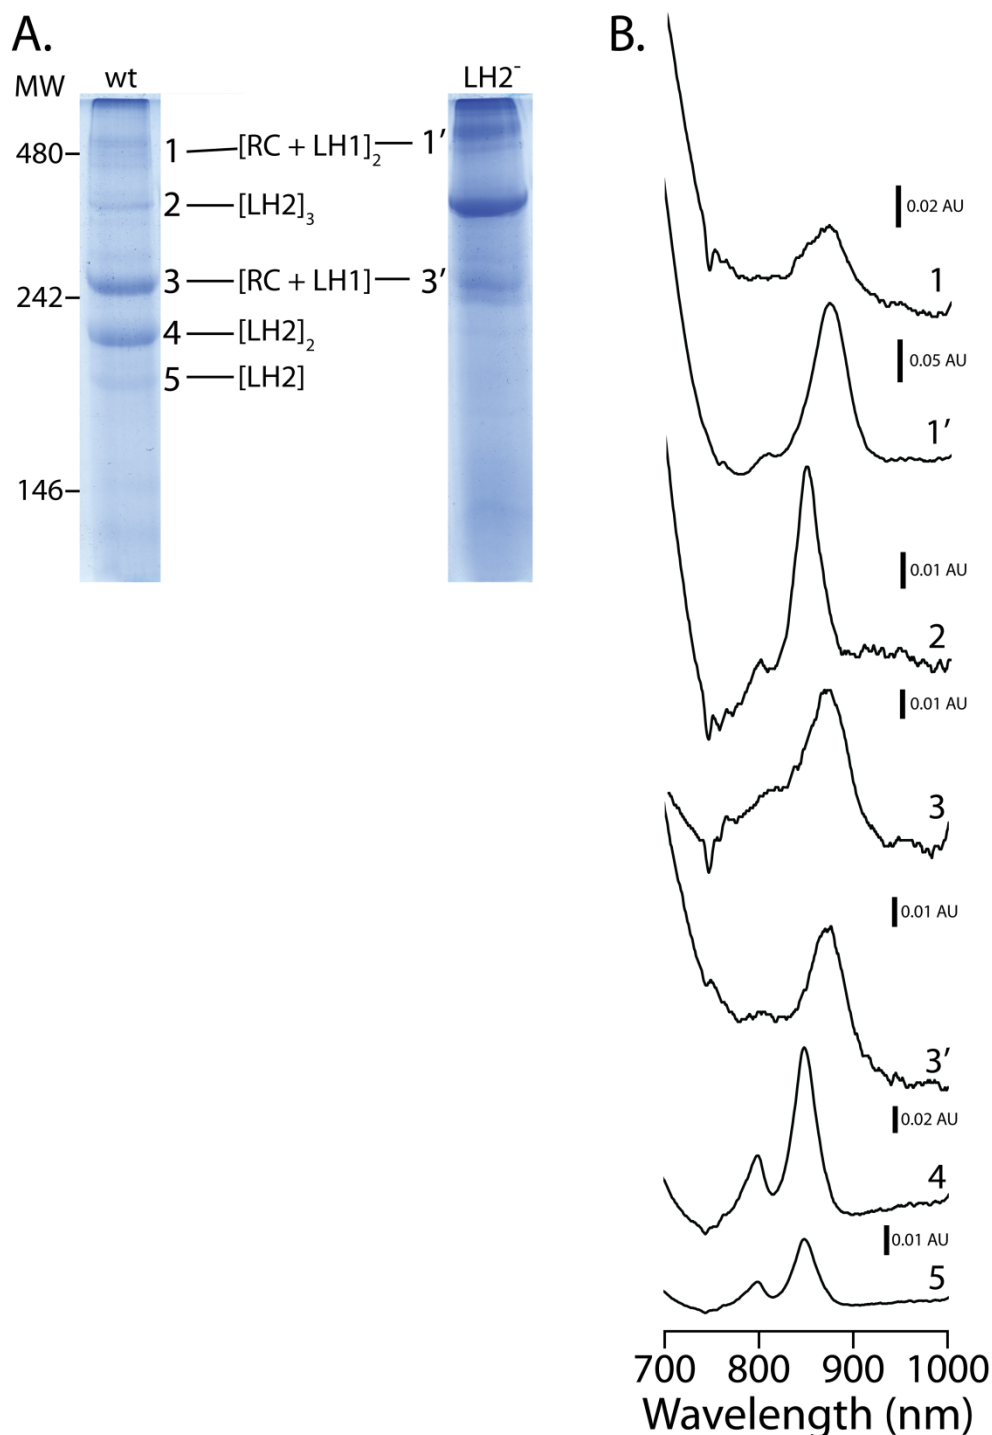 A.
B.
MW
wt
LH2⁻
480
1
[RC + LH1]₂
1′
2
[LH2]₃
3
[RC + LH1]
3′
242
4
[LH2]₂
5
[LH2]
146
0.02 AU
1
0.05 AU
1′
0.01 AU
2
0.01 AU
3
0.01 AU
3′
0.02 AU
4
0.01 AU
5
700 800 900 1000
Wavelength (nm)